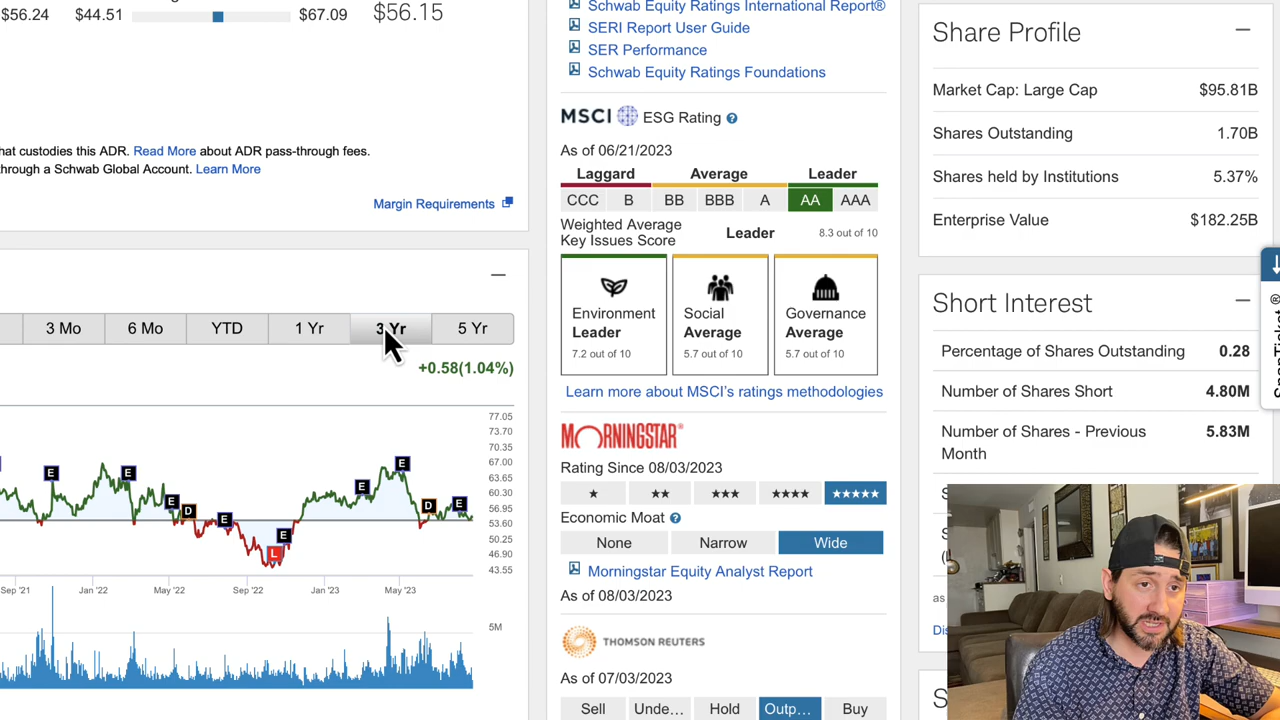 $56.24 $44.51 $67.09 $56.15
hat custodies this ADR. Read More about ADR pass-through fees.
hrough a Schwab Global Account. Learn More
Margin Requirements
3 Mo 6 Mo YTD 1 Yr 3 Yr 5 Yr
+0.58(1.04%)
77.05
73.70
70.35
67.00
63.65
60.30
56.95
53.60
50.25
46.90
43.55
E E E E D E E L E E D E
Sep '21 Jan '22 May '22 Sep '22 Jan '23 May '23
5M
Schwab Equity Ratings International Report®
SERI Report User Guide
SER Performance
Schwab Equity Ratings Foundations
MSCI ESG Rating ?
As of 06/21/2023
Laggard Average Leader
CCC B BB BBB A AA AAA
Weighted Average
Key Issues Score Leader 8.3 out of 10
Environment
Leader
7.2 out of 10
Social
Average
5.7 out of 10
Governance
Average
5.7 out of 10
Learn more about MSCI's ratings methodologies
MORNINGSTAR®
Rating Since 08/03/2023
★ ★★ ★★★ ★★★★ ★★★★★
Economic Moat ?
None Narrow Wide
Morningstar Equity Analyst Report
As of 08/03/2023
THOMSON REUTERS
As of 07/03/2023
Sell Unde... Hold Outp... Buy
Share Profile
Market Cap: Large Cap $95.81B
Shares Outstanding 1.70B
Shares held by Institutions 5.37%
Enterprise Value $182.25B
Short Interest
Percentage of Shares Outstanding 0.28
Number of Shares Short 4.80M
Number of Shares - Previous 5.83M
Month
as
Dis